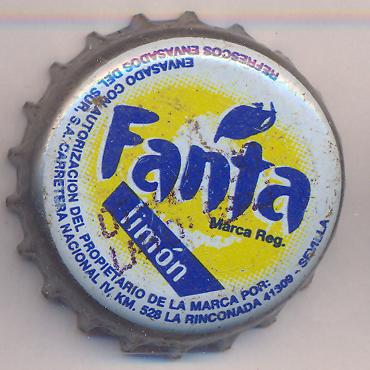 Fanta
Marca Reg.
limón
ENVASADO CON AUTORIZACION DEL PROPIETARIO DE LA MARCA POR:
REFRESCOS ENVASADOS DEL SUR, S.A. CARRETERA NACIONAL IV, KM. 528 LA RINCONADA 41309 - SEVILLA